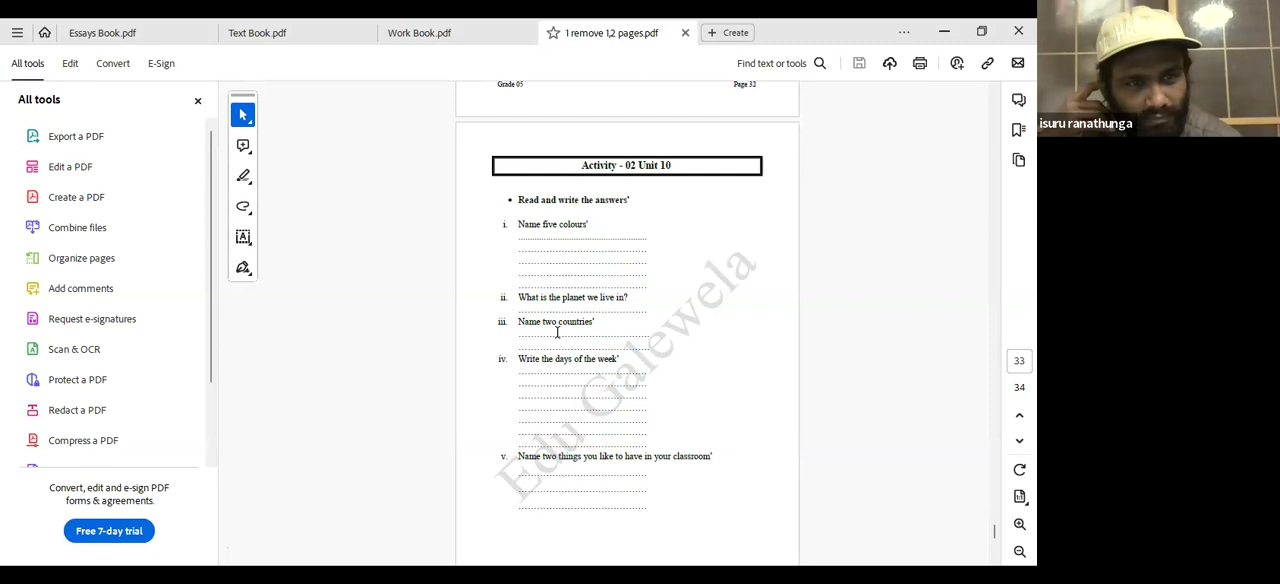 Essays Book.pdf
Text Book.pdf
Work Book.pdf
1 remove 1,2 pages.pdf
Create
All tools
Edit
Convert
E-Sign
Find text or tools
All tools
Export a PDF
Edit a PDF
Create a PDF
Combine files
Organize pages
Add comments
Request e-signatures
Scan & OCR
Protect a PDF
Redact a PDF
Compress a PDF
Convert, edit and e-sign PDF
forms & agreements.
Free 7-day trial
Grade 05 Page 32
Activity - 02 Unit 10
• Read and write the answers'
i. Name five colours'
ii. What is the planet we live in?
iii. Name two countries'
iv. Write the days of the week'
v. Name two things you like to have in your classroom'
Edu Galewela
33
34
isuru ranathunga